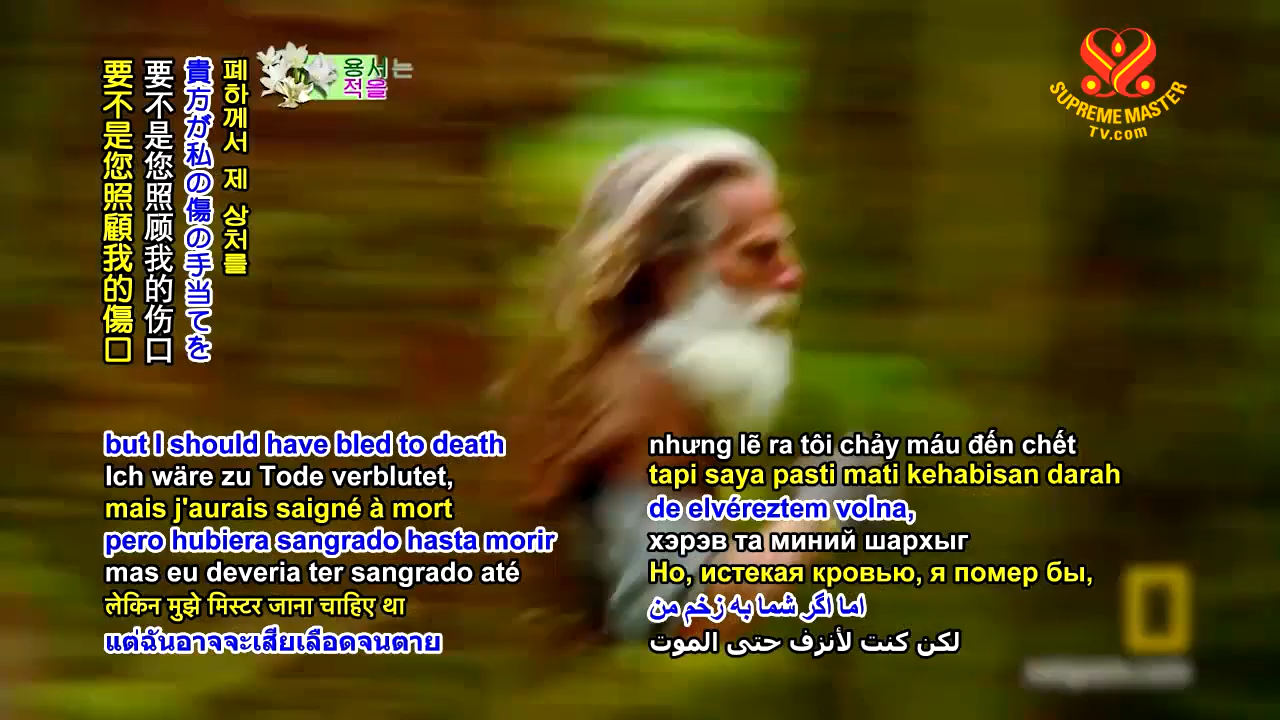 要不是您照顧我的傷口
要不是您照顾我的伤口
貴方が私の傷の手当てを
폐하께서 제 상처를
용서는
적을
SUPREME MASTER
TV.com
but I should have bled to death
Ich wäre zu Tode verblutet,
mais j'aurais saigné à mort
pero hubiera sangrado hasta morir
mas eu deveria ter sangrado até
लेकिन मुझे मिस्टर जाना चाहिए था
แต่ฉันอาจจะเสียเลือดจนตาย
nhưng lẽ ra tôi chảy máu đến chết
tapi saya pasti mati kehabisan darah
de elvéreztem volna,
хэрэв та миний шархыг
Но, истекая кровью, я помер бы,
اما اگر شما به زخم من
لكن كنت لأنزف حتى الموت